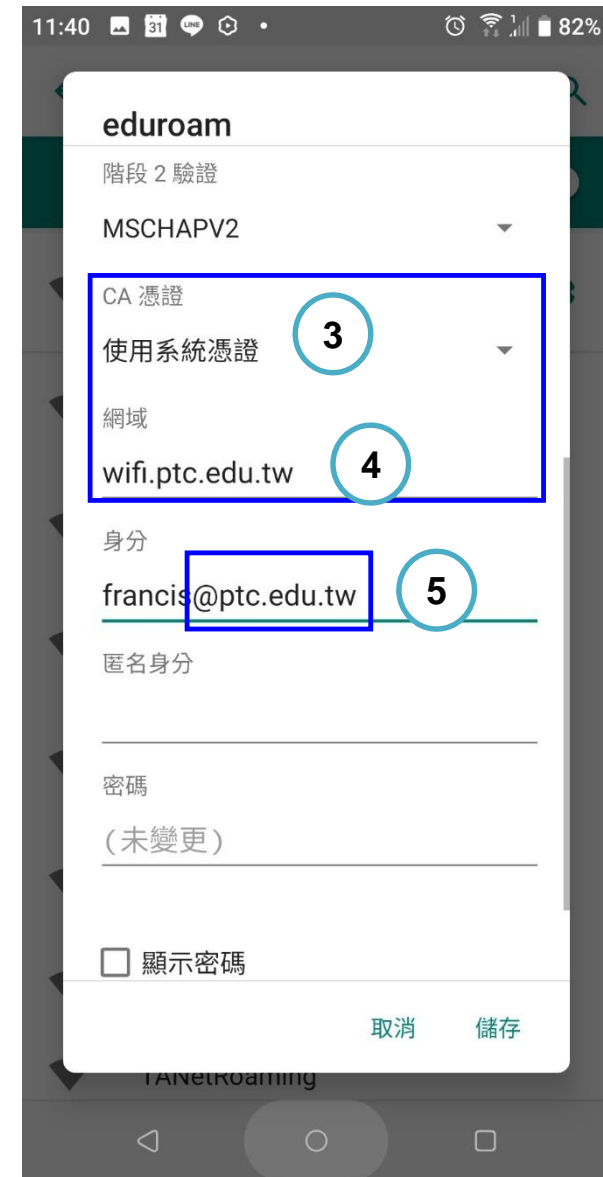 11:40 31 LINE 82%
eduroam
階段 2 驗證
MSCHAPV2
CA 憑證
使用系統憑證
3
網域
wifi.ptc.edu.tw
4
身分
francis@ptc.edu.tw
5
匿名身分
密碼
(未變更)
顯示密碼
取消 儲存
TANetRoaming